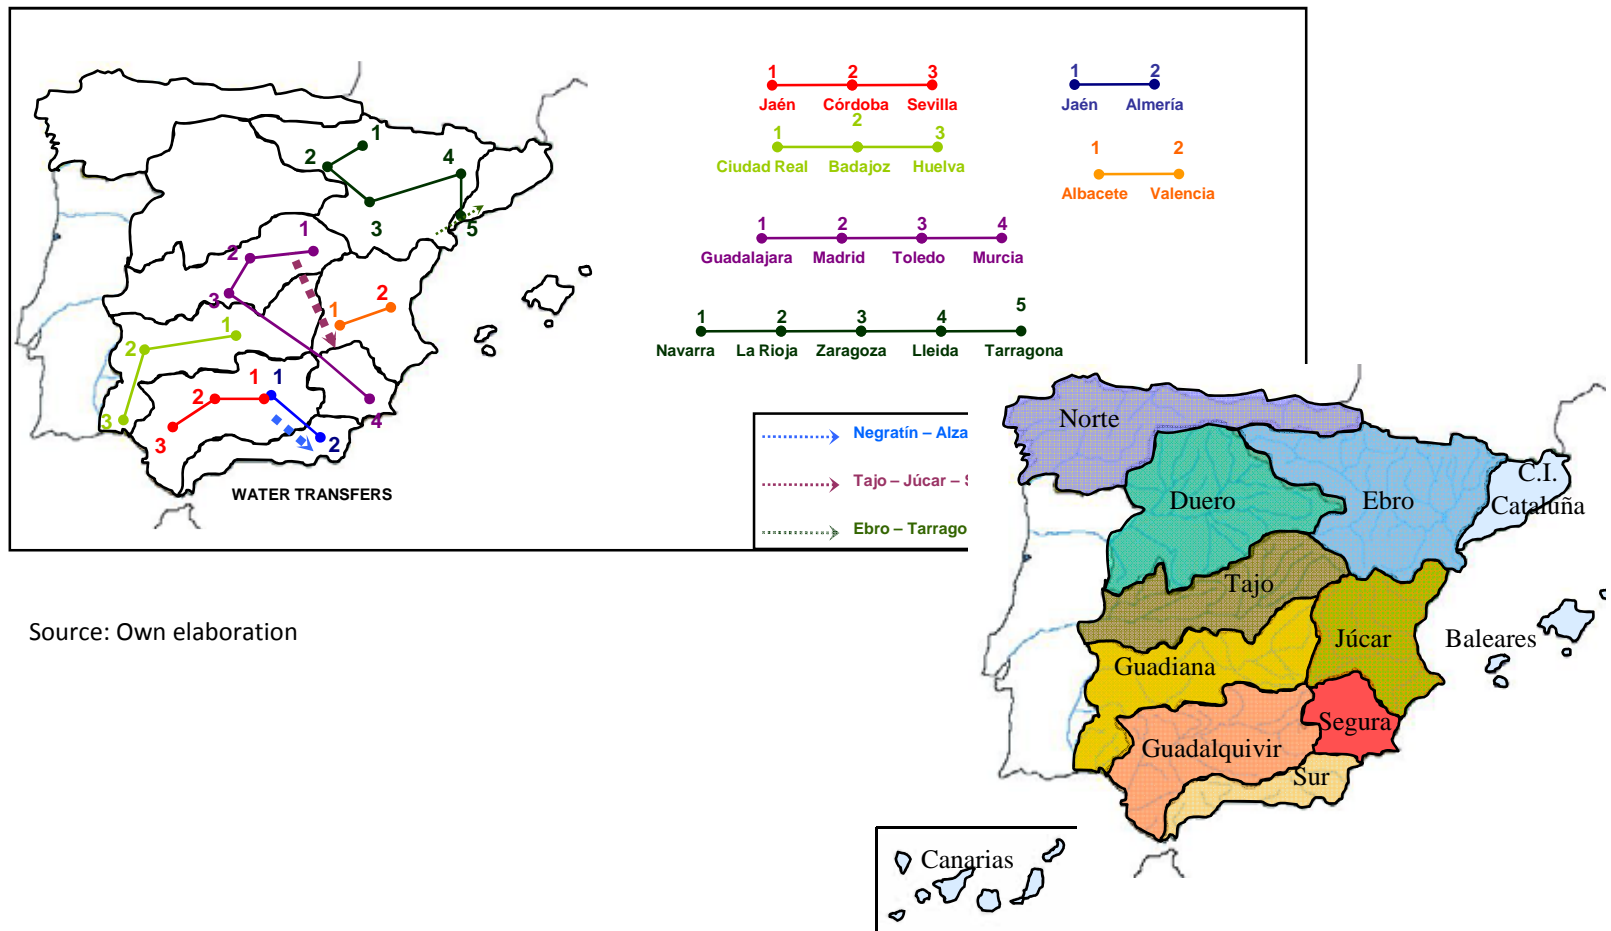 1 2 3
Jaén Córdoba Sevilla
1 2
Jaén Almería
1 2 3
Ciudad Real Badajoz Huelva
1 2
Albacete Valencia
1 2 3 4
Guadalajara Madrid Toledo Murcia
1 2 3 4 5
Navarra La Rioja Zaragoza Lleida Tarragona
1
2
3
4
5
1
2
3
4
1
2
1
2
3
1
2
3
1
2
WATER TRANSFERS
Negratín – Alza
Tajo – Júcar – S
Ebro – Tarrago
Source: Own elaboration
Norte
Duero
Ebro
C.I.
Cataluña
Tajo
Guadiana
Júcar
Baleares
Segura
Guadalquivir
Sur
Canarias